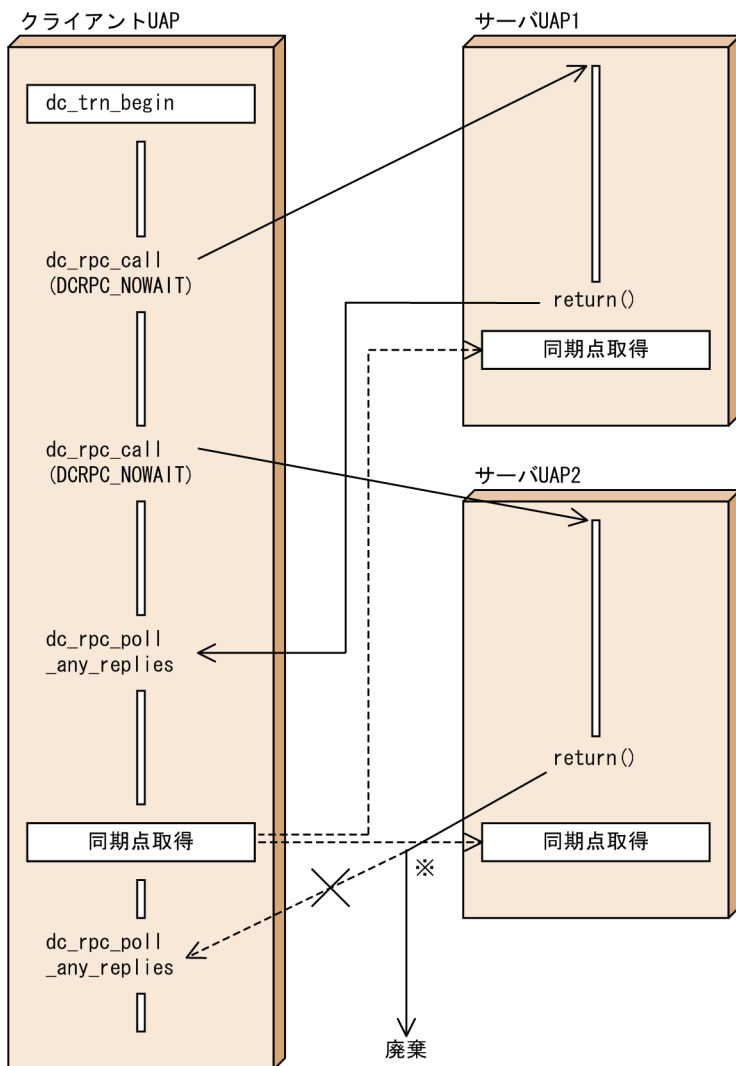 クライアントUAP
dc_trn_begin
dc_rpc_call
(DCRPC_NOWAIT)
dc_rpc_call
(DCRPC_NOWAIT)
dc_rpc_poll
_any_replies
同期点取得
dc_rpc_poll
_any_replies
サーバUAP1
return()
同期点取得
サーバUAP2
return()
同期点取得
※
廃棄